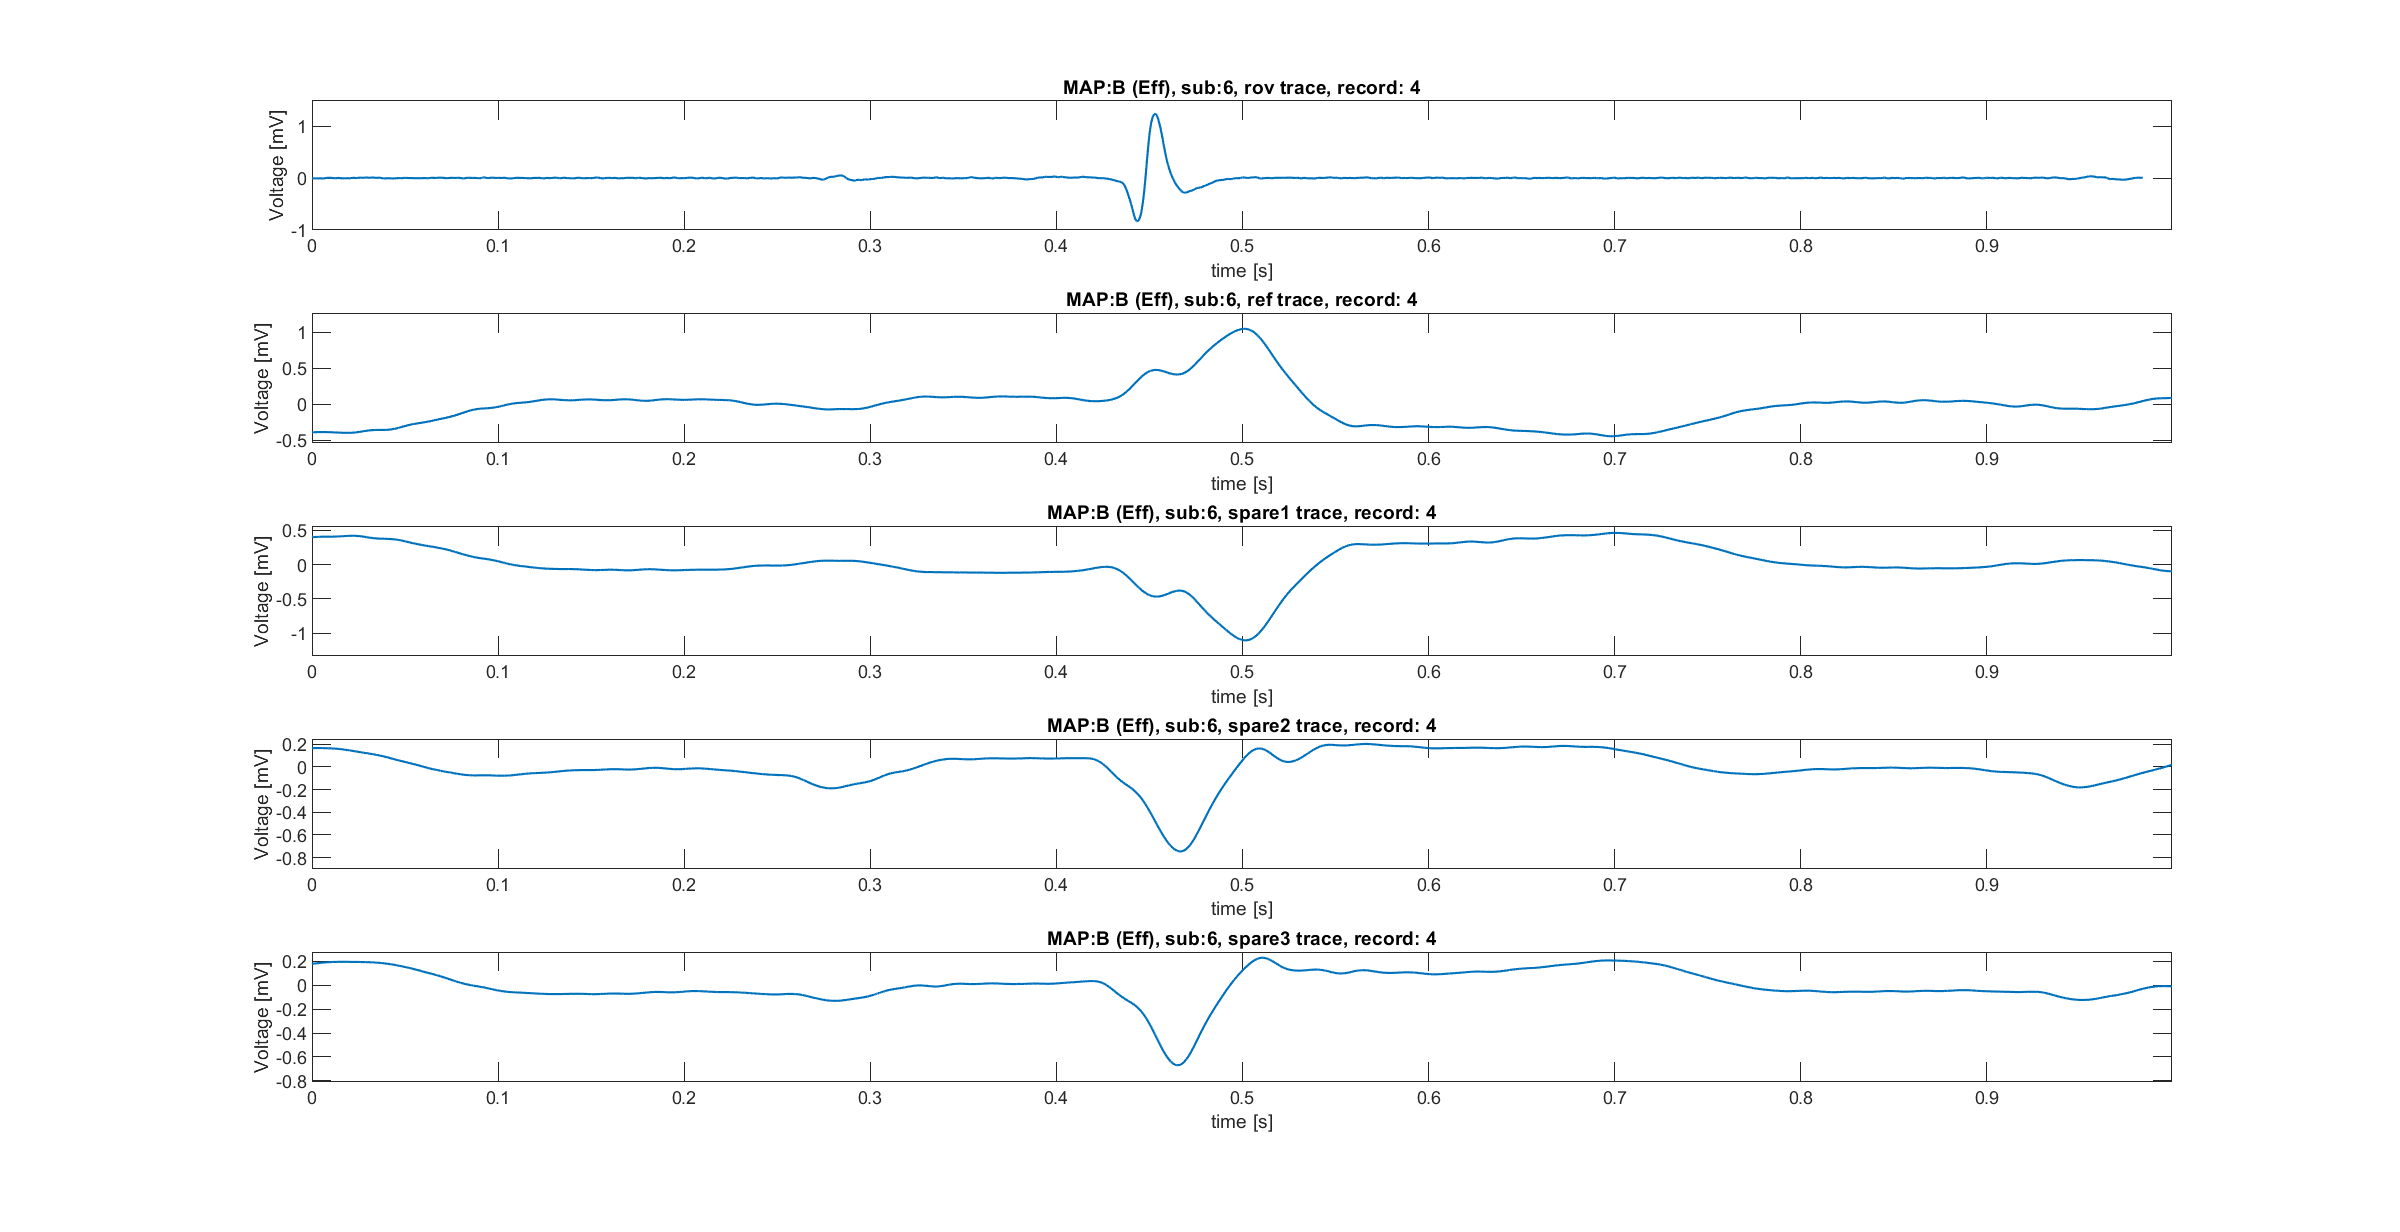 MAP:B (Eff), sub:6, rov trace, record: 4
Voltage [mV]
1
0
-1
0 0.1 0.2 0.3 0.4 0.5 0.6 0.7 0.8 0.9
time [s]
MAP:B (Eff), sub:6, ref trace, record: 4
Voltage [mV]
1
0.5
0
-0.5
0 0.1 0.2 0.3 0.4 0.5 0.6 0.7 0.8 0.9
time [s]
MAP:B (Eff), sub:6, spare1 trace, record: 4
Voltage [mV]
0.5
0
-0.5
-1
0 0.1 0.2 0.3 0.4 0.5 0.6 0.7 0.8 0.9
time [s]
MAP:B (Eff), sub:6, spare2 trace, record: 4
Voltage [mV]
0.2
0
-0.2
-0.4
-0.6
-0.8
0 0.1 0.2 0.3 0.4 0.5 0.6 0.7 0.8 0.9
time [s]
MAP:B (Eff), sub:6, spare3 trace, record: 4
Voltage [mV]
0.2
0
-0.2
-0.4
-0.6
-0.8
0 0.1 0.2 0.3 0.4 0.5 0.6 0.7 0.8 0.9
time [s]